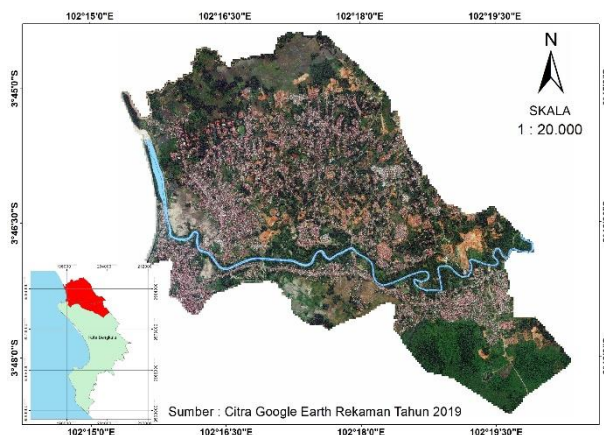 102°15'0"E 102°16'30"E 102°18'0"E 102°19'30"E
N
SKALA
1 : 20.000
3°45'0"S
3°46'30"S
3°48'0"S
Sumber : Citra Google Earth Rekaman Tahun 2019
102°15'0"E 102°16'30"E 102°18'0"E 102°19'30"E